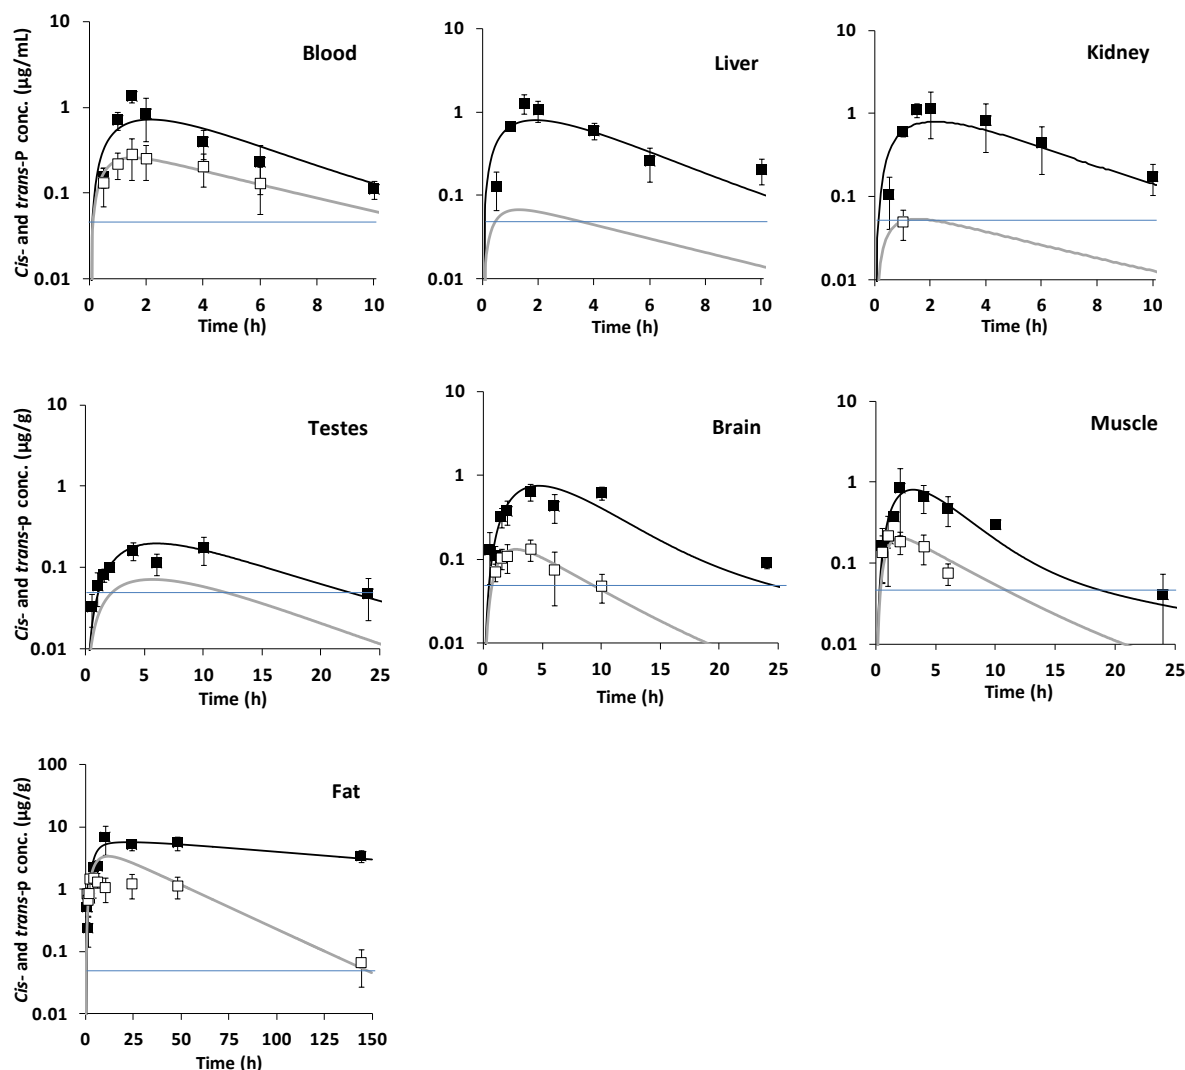 Blood
Cis- and trans-P conc. (µg/mL)
10
1
0.1
0.01
0 2 4 6 8 10
Time (h)
Liver
10
1
0.1
0.01
0 2 4 6 8 10
Time (h)
Kidney
10
1
0.1
0.01
0 2 4 6 8 10
Time (h)
Testes
Cis- and trans-p conc. (µg/g)
10
1
0.1
0.01
0 5 10 15 20 25
Time (h)
Brain
10
1
0.1
0.01
0 5 10 15 20 25
Time (h)
Muscle
10
1
0.1
0.01
0 5 10 15 20 25
Time (h)
Fat
Cis- and trans-p conc. (µg/g)
100
10
1
0.1
0.01
0 25 50 75 100 125 150
Time (h)